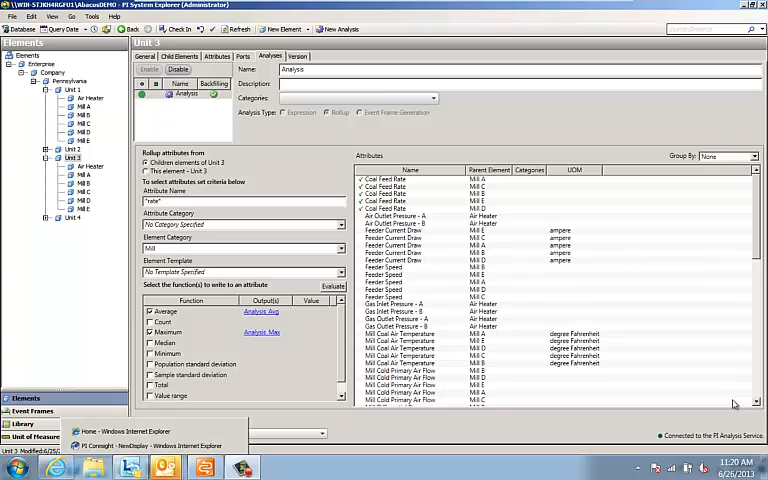 \\WIN-5TJKH4RGFU1\AbacusDEMO - PI System Explorer
File Edit View Go Tools Help
Database Query Date Back Check In Refresh New Element New Analysis
Elements
Elements
Enterprise
Company
Pennsylvania
Unit 1
Air Heater
Mill A
Mill B
Mill C
Mill D
Mill E
Unit 2
Unit 3
Air Heater
Mill A
Mill B
Mill C
Mill D
Mill E
Unit 4
Elements
Event Frames
Library
Unit of Measure
Unit 3
General Child Elements Attributes Ports Analyses Version
Enable Disable
Name Backfilling
Analysis
Name: Analysis
Description:
Categories:
Analysis Type: Expression Rollup Event Frame Generation
Rollup attributes from
Children elements of Unit 3
This element - Unit 3
To select attributes set criteria below
Attribute Name
*rate*
Attribute Category
No Category Specified
Element Category
Mill
Element Template
No Template Specified
Select the function(s) to write to an attribute Evaluate
Function Output(s) Value
Average Analysis_Avg
Count
Maximum Analysis_Max
Median
Minimum
Population standard deviation
Sample standard deviation
Total
Value range
Attributes Group By: None
Name Parent Element Categories UOM
Coal Feed Rate Mill A
Coal Feed Rate Mill C
Coal Feed Rate Mill B
Coal Feed Rate Mill E
Coal Feed Rate Mill D
Air Outlet Pressure - A Air Heater
Air Outlet Pressure - B Air Heater
Feeder Current Draw Mill E ampere
Feeder Current Draw Mill C ampere
Feeder Current Draw Mill A ampere
Feeder Current Draw Mill B ampere
Feeder Current Draw Mill D ampere
Feeder Speed Mill B
Feeder Speed Mill E
Feeder Speed Mill A
Feeder Speed Mill D
Feeder Speed Mill C
Gas Inlet Pressure - A Air Heater
Gas Inlet Pressure - B Air Heater
Gas Outlet Pressure - A Air Heater
Gas Outlet Pressure - B Air Heater
Mill Coal Air Temperature Mill A degree Fahrenheit
Mill Coal Air Temperature Mill E degree Fahrenheit
Mill Coal Air Temperature Mill D degree Fahrenheit
Mill Coal Air Temperature Mill C degree Fahrenheit
Mill Coal Air Temperature Mill B degree Fahrenheit
Mill Cold Primary Air Flow Mill B
Mill Cold Primary Air Flow Mill D
Mill Cold Primary Air Flow Mill E
Mill Cold Primary Air Flow Mill A
Mill Cold Primary Air Flow Mill C
Connected to the PI Analysis Service.
Home - Windows Internet Explorer
PI Coresight - NewDisplay - Windows Internet Explorer
Unit 3 Modified:6/25/
11:20 AM
6/26/2013